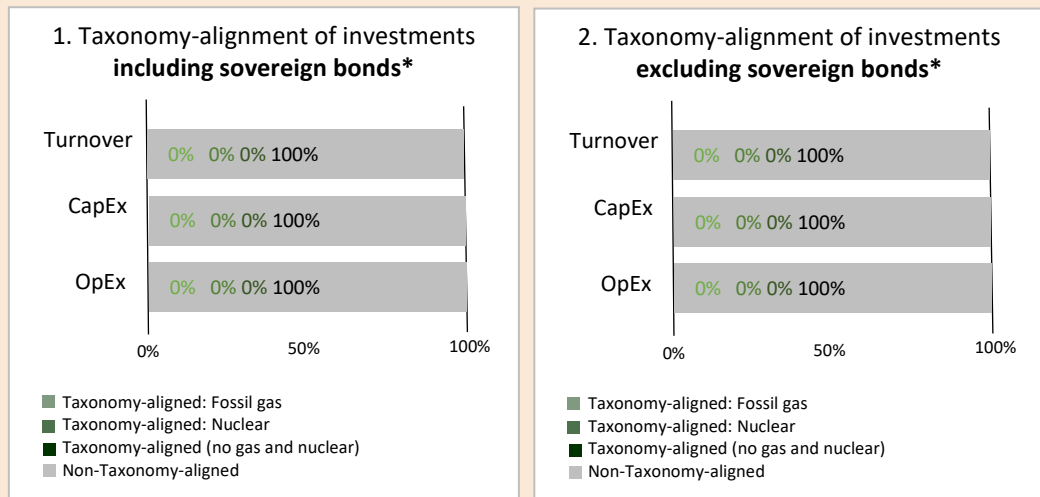 1. Taxonomy-alignment of investments
including sovereign bonds*
Turnover
0% 0% 0% 100%
CapEx
0% 0% 0% 100%
OpEx
0% 0% 0% 100%
0% 50% 100%
Taxonomy-aligned: Fossil gas
Taxonomy-aligned: Nuclear
Taxonomy-aligned (no gas and nuclear)
Non-Taxonomy-aligned
2. Taxonomy-alignment of investments
excluding sovereign bonds*
Turnover
0% 0% 0% 100%
CapEx
0% 0% 0% 100%
OpEx
0% 0% 0% 100%
0% 50% 100%
Taxonomy-aligned: Fossil gas
Taxonomy-aligned: Nuclear
Taxonomy-aligned (no gas and nuclear)
Non-Taxonomy-aligned